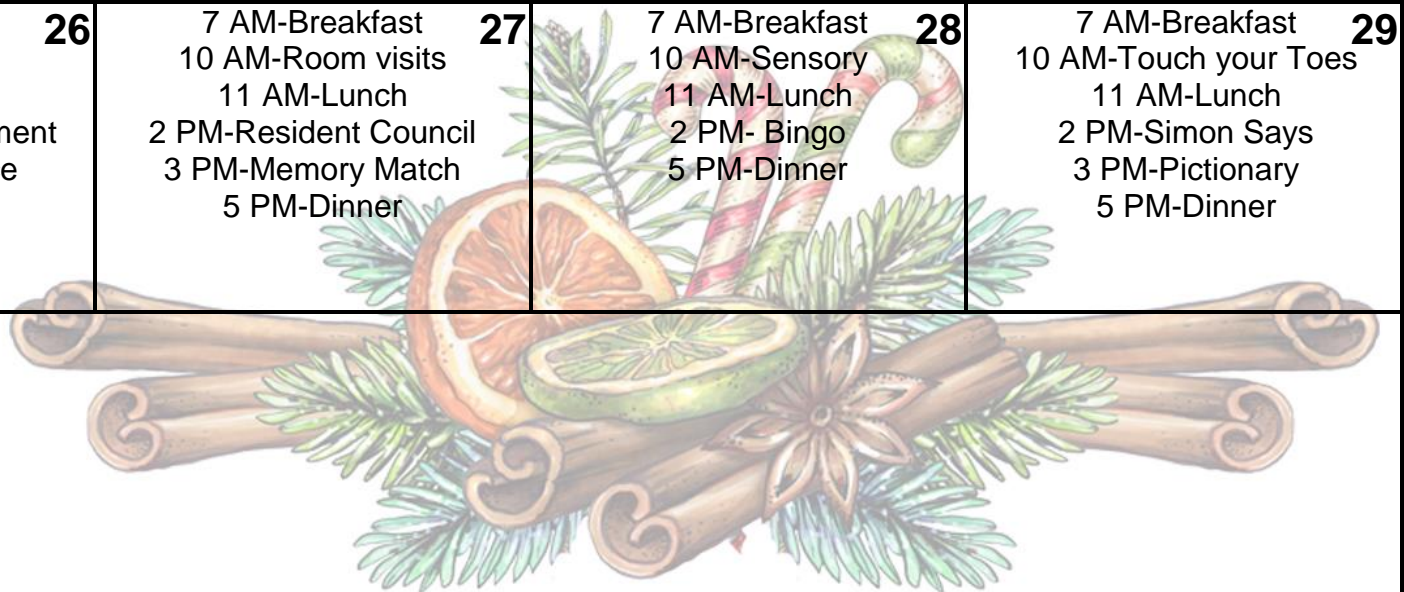 26
7 AM-Breakfast
27
10 AM-Room visits
11 AM-Lunch
2 PM-Resident Council
3 PM-Memory Match
5 PM-Dinner
7 AM-Breakfast
28
10 AM-Sensory
11 AM-Lunch
2 PM- Bingo
5 PM-Dinner
7 AM-Breakfast
29
10 AM-Touch your Toes
11 AM-Lunch
2 PM-Simon Says
3 PM-Pictionary
5 PM-Dinner